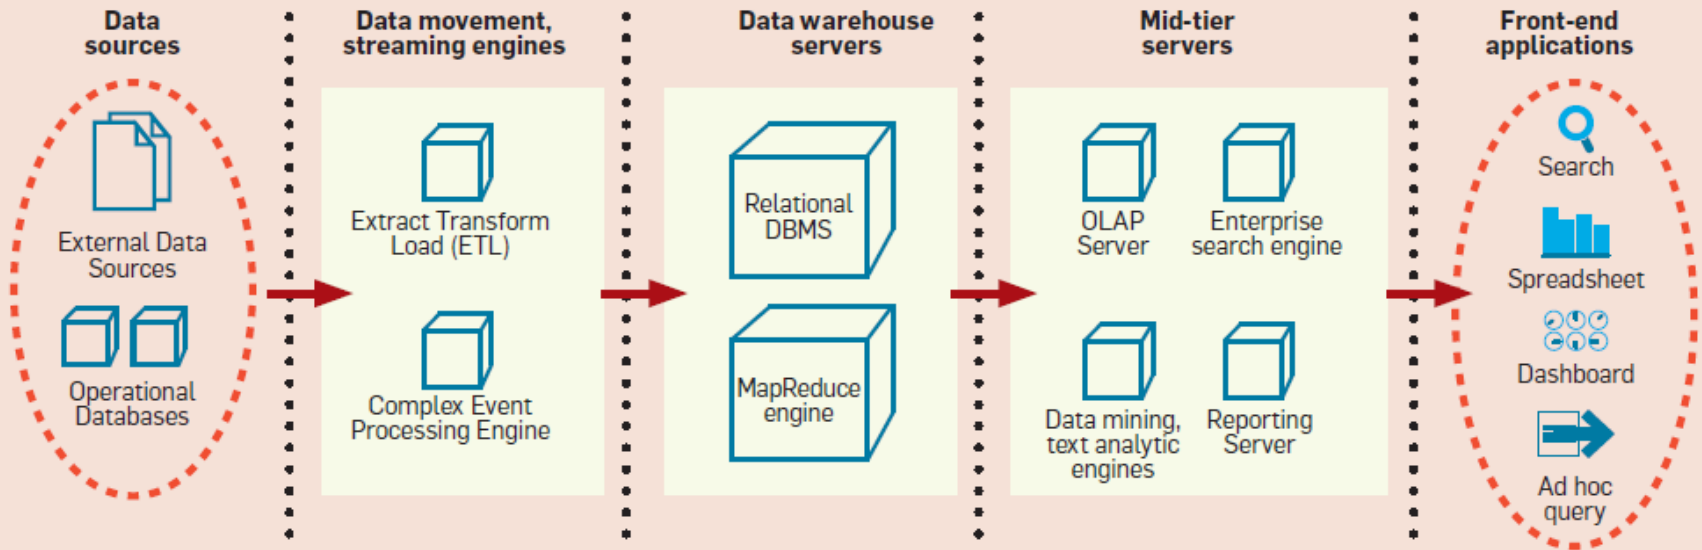 Data
sources
Data movement,
streaming engines
Data warehouse
servers
Mid-tier
servers
Front-end
applications
External Data
Sources
Operational
Databases
Extract Transform
Load (ETL)
Complex Event
Processing Engine
Relational
DBMS
MapReduce
engine
OLAP
Server
Enterprise
search engine
Data mining,
text analytic
engines
Reporting
Server
Search
Spreadsheet
Dashboard
Ad hoc
query